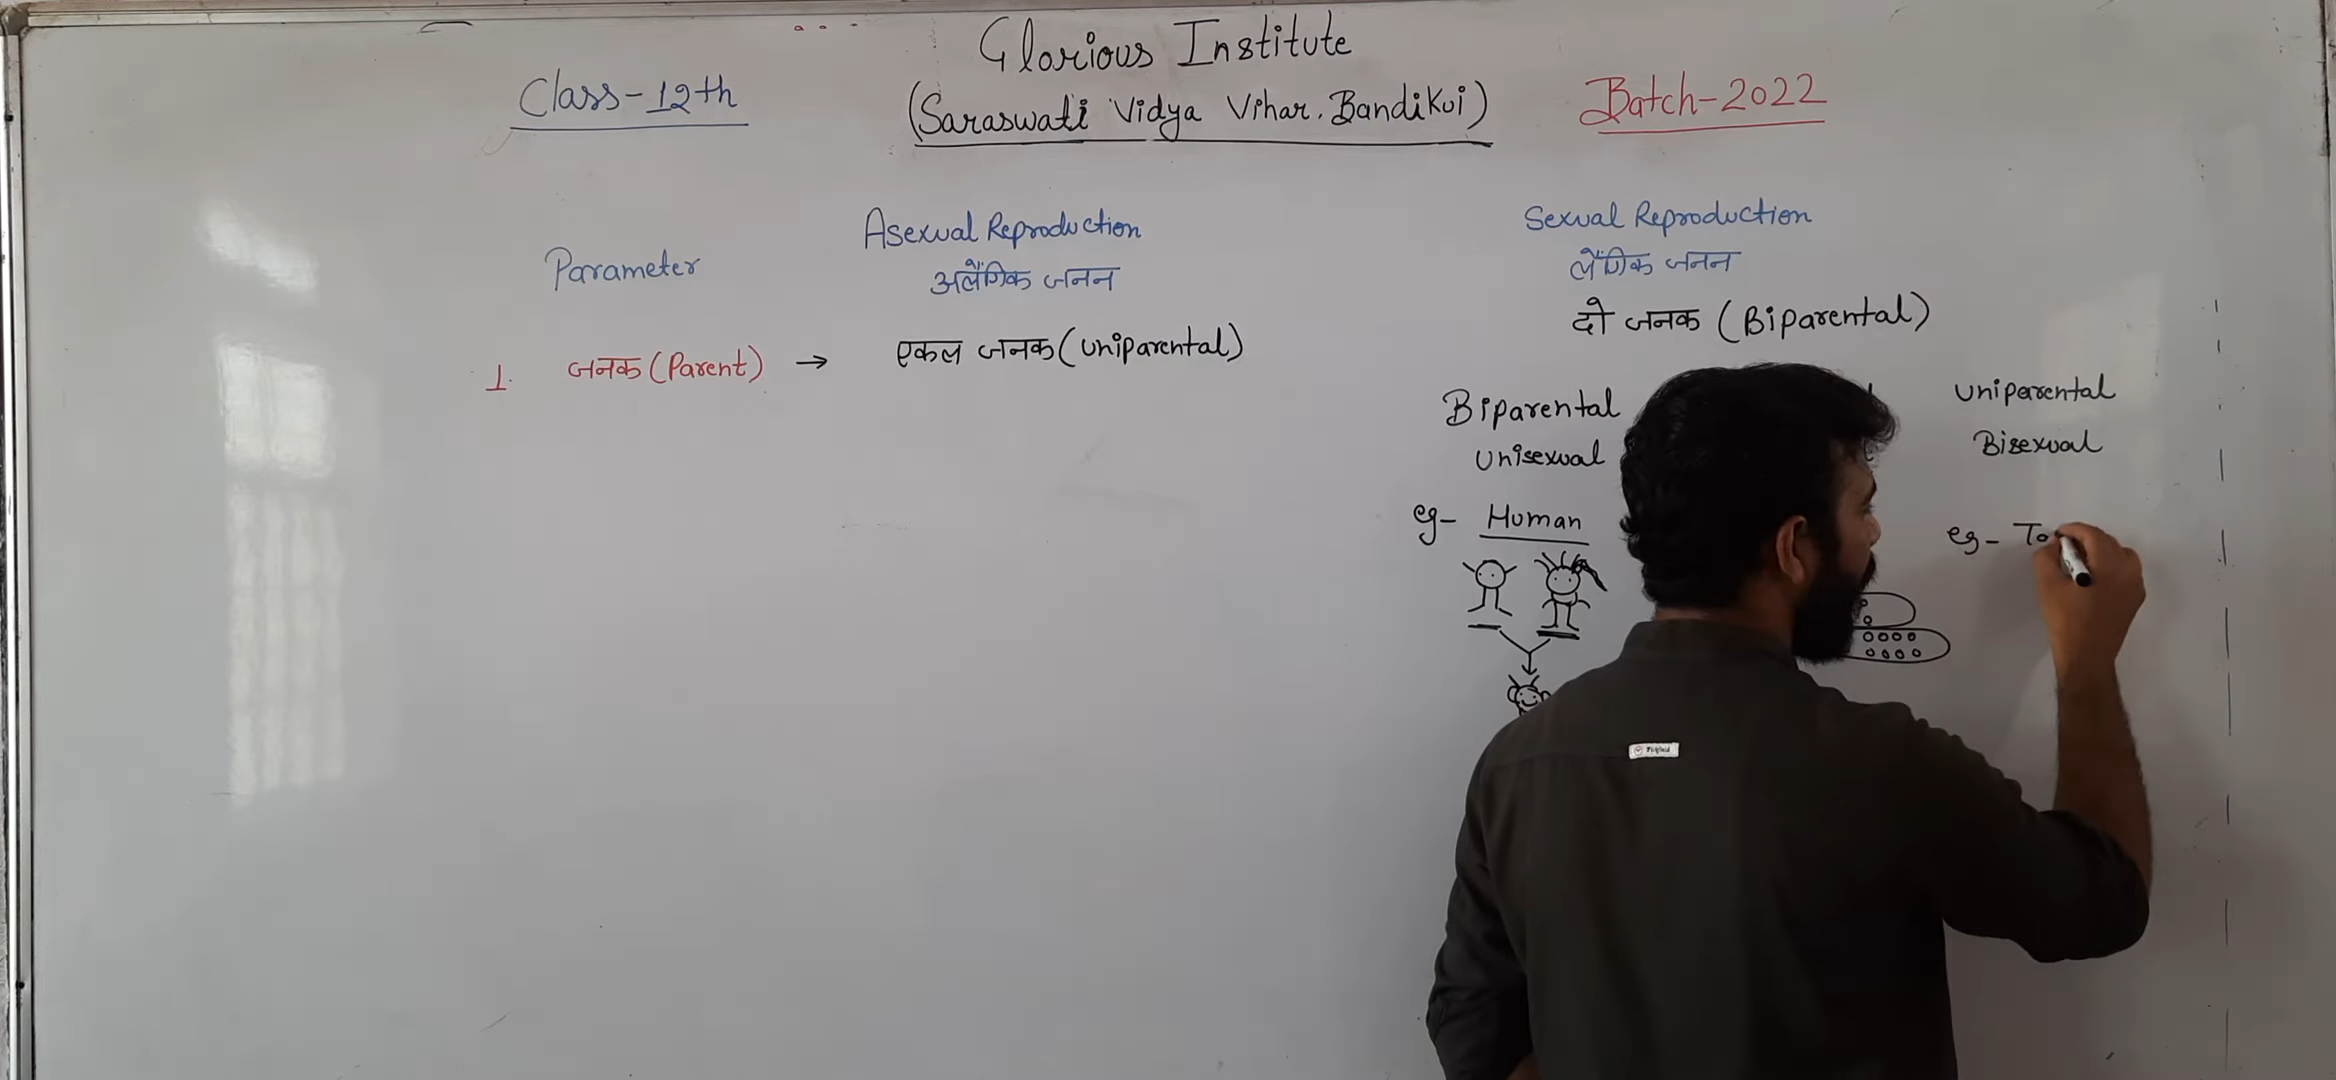 Glorious Institute
Class-12th
(Saraswati Vidya Vihar, Bandikui)
Batch-2022
Parameter
Asexual Reproduction
अलैंगिक जनन
Sexual Reproduction
लैंगिक जनन
1. जनक (Parent) →
एकल जनक (uniparental)
दो जनक (Biparental)
Biparental
Unisexual
eg- Human
uniparental
Bisexual
eg- To